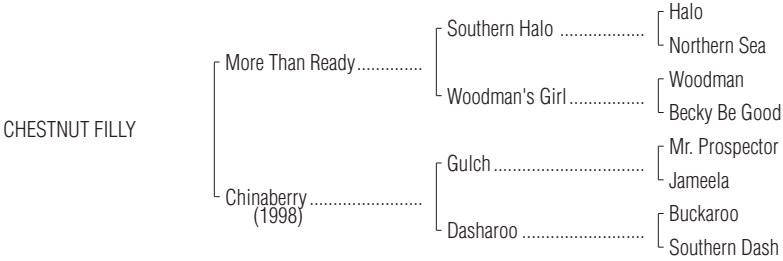 Halo
Southern Halo ..................
Northern Sea
More Than Ready..............
Woodman
Woodman's Girl................
Becky Be Good
CHESTNUT FILLY
Mr. Prospector
Gulch................................
Jameela
Chinaberry ........................
(1998)
Buckaroo
Dasharoo ..........................
Southern Dash